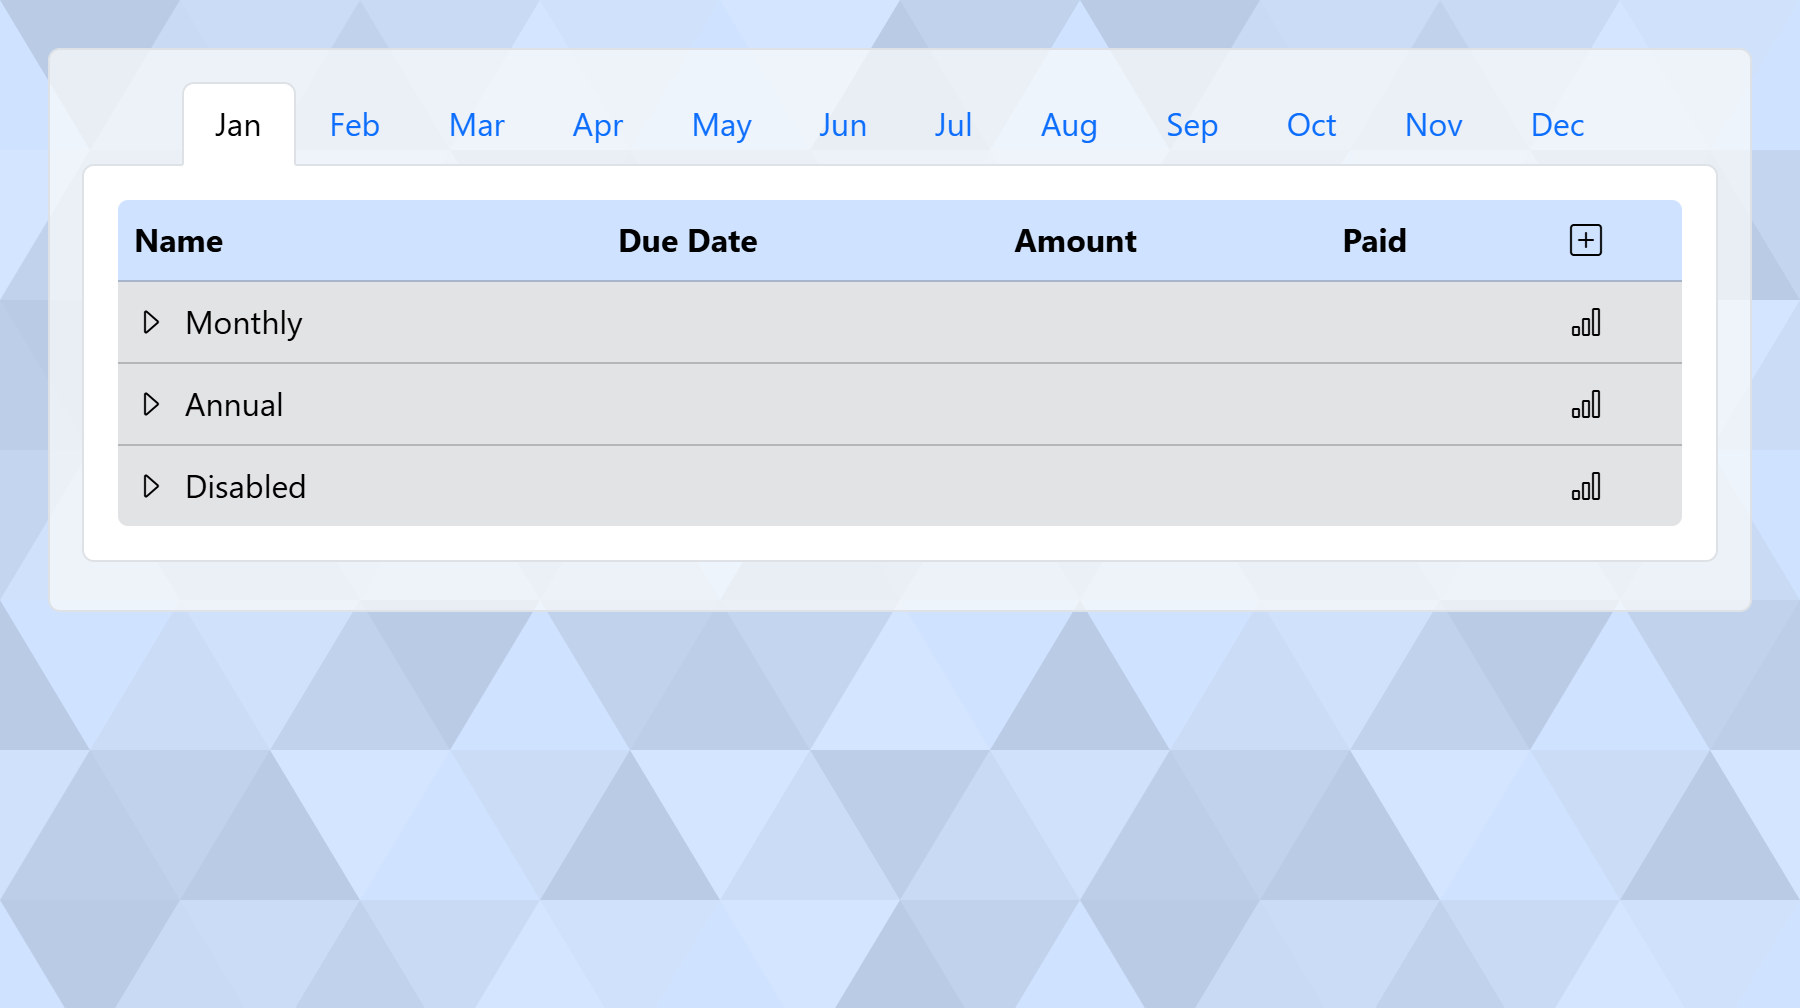 Jan Feb Mar Apr May Jun Jul Aug Sep Oct Nov Dec
Name Due Date Amount Paid
Monthly
Annual
Disabled